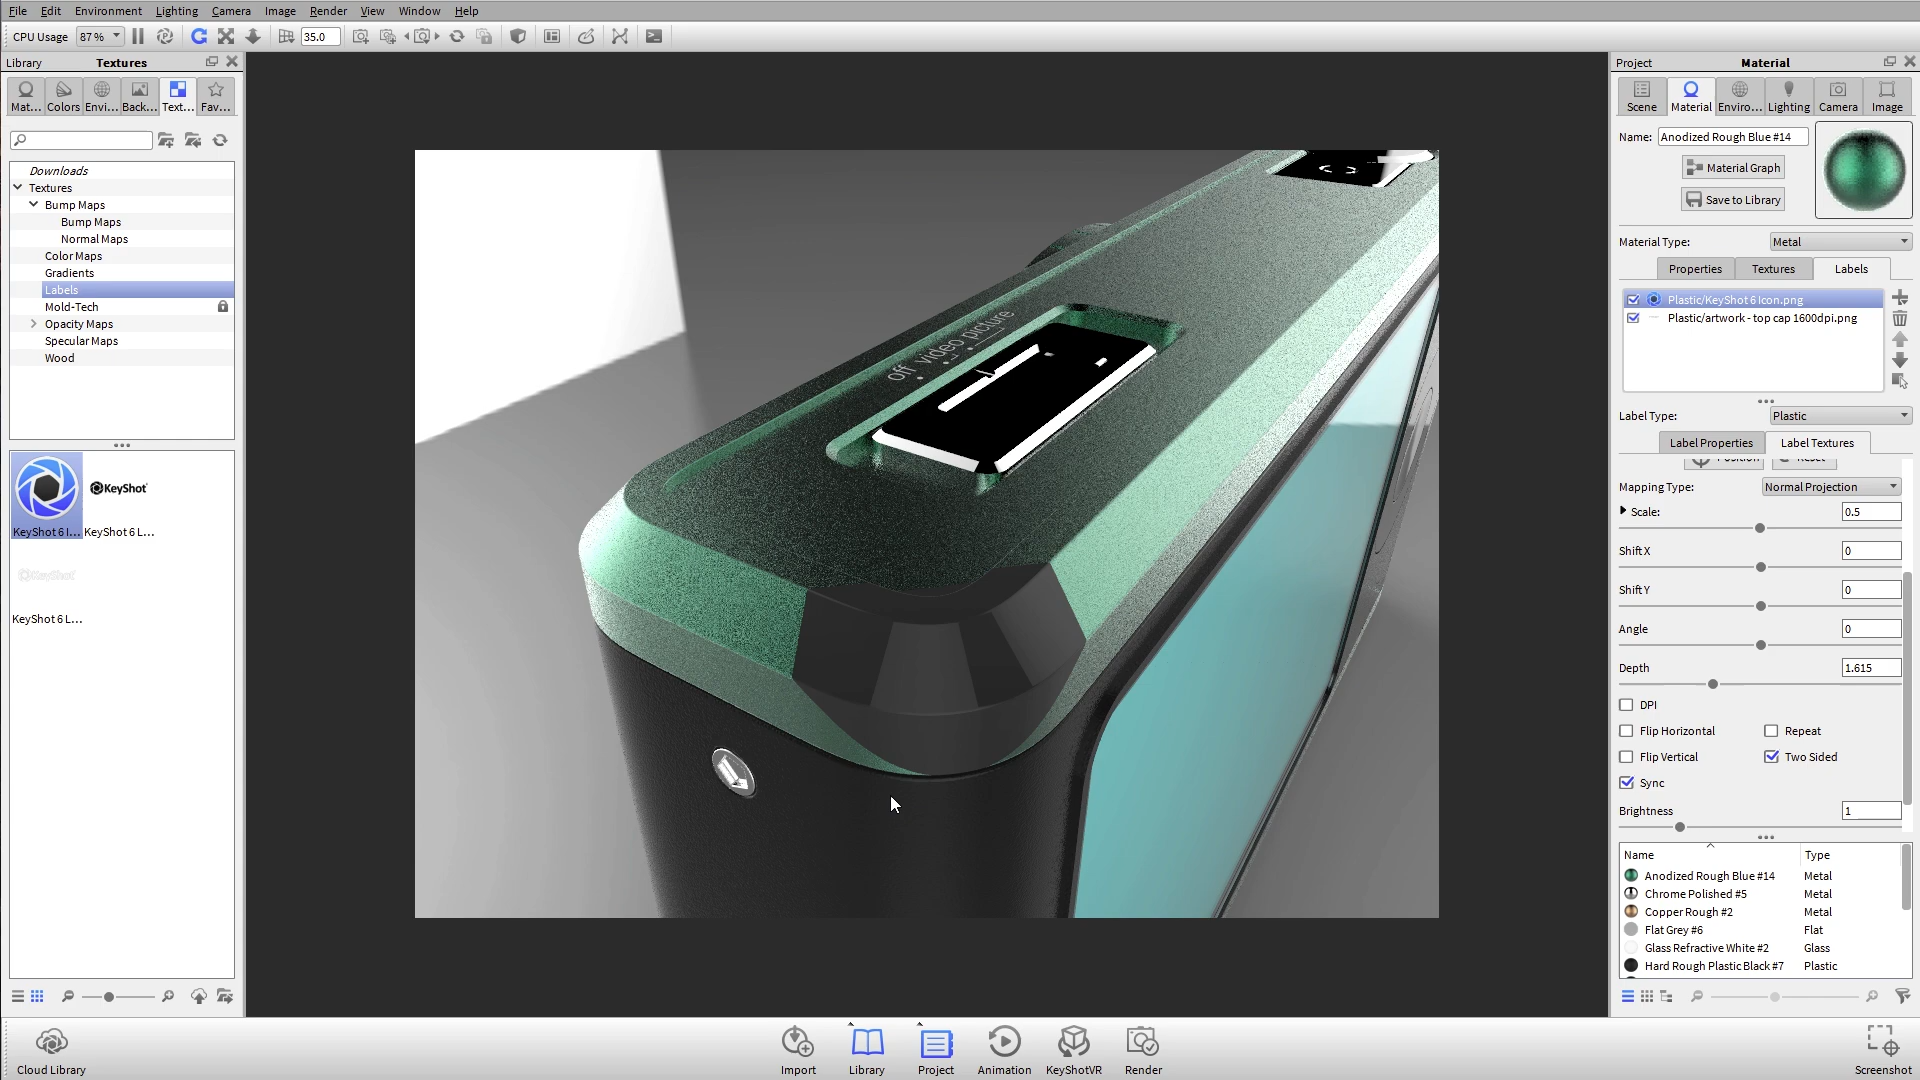 File Edit Environment Lighting Camera Image Render View Window Help
CPU Usage 87 % 35.0
Library Textures
Mat... Colors Envi... Back... Text... Fav...
Downloads
Textures
Bump Maps
Bump Maps
Normal Maps
Color Maps
Gradients
Labels
Mold-Tech
Opacity Maps
Specular Maps
Wood
KeyShot
KeyShot 6 I... KeyShot 6 L...
KeyShot
KeyShot 6 L...
off video picture
Project Material
Scene Material Enviro... Lighting Camera Image
Name: Anodized Rough Blue #14
Material Graph
Save to Library
Material Type: Metal
Properties Textures Labels
Plastic/KeyShot 6 Icon.png
Plastic/artwork - top cap 1600dpi.png
Label Type: Plastic
Label Properties Label Textures
Position Reset
Mapping Type: Normal Projection
Scale: 0.5
Shift X 0
Shift Y 0
Angle 0
Depth 1.615
DPI
Flip Horizontal Repeat
Flip Vertical Two Sided
Sync
Brightness 1
Name Type
Anodized Rough Blue #14 Metal
Chrome Polished #5 Metal
Copper Rough #2 Metal
Flat Grey #6 Flat
Glass Refractive White #2 Glass
Hard Rough Plastic Black #7 Plastic
Cloud Library Import Library Project Animation KeyShotVR Render Screenshot